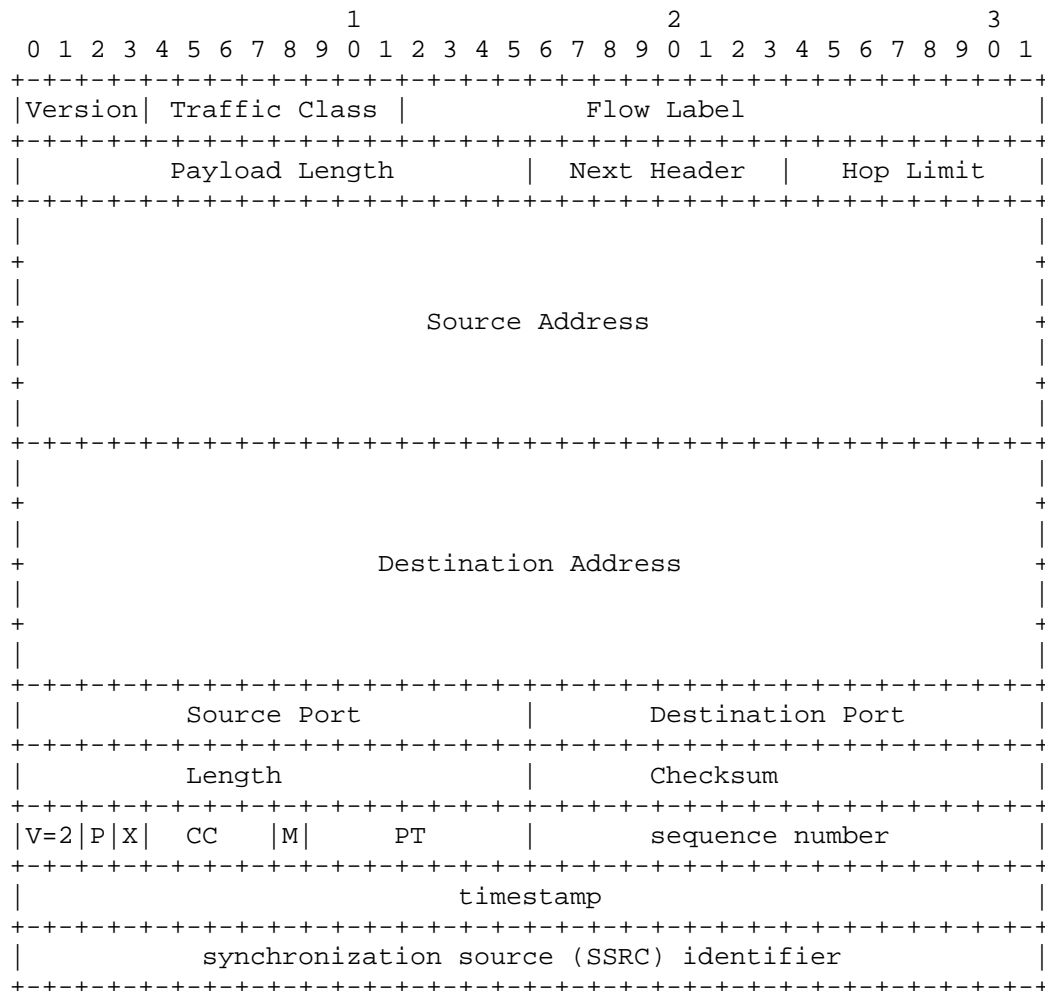 1                   2                   3
 0 1 2 3 4 5 6 7 8 9 0 1 2 3 4 5 6 7 8 9 0 1 2 3 4 5 6 7 8 9 0 1
+-+-+-+-+-+-+-+-+-+-+-+-+-+-+-+-+-+-+-+-+-+-+-+-+-+-+-+-+-+-+-+-+
|Version| Traffic Class |           Flow Label                  |
+-+-+-+-+-+-+-+-+-+-+-+-+-+-+-+-+-+-+-+-+-+-+-+-+-+-+-+-+-+-+-+-+
|         Payload Length        |  Next Header  |   Hop Limit   |
+-+-+-+-+-+-+-+-+-+-+-+-+-+-+-+-+-+-+-+-+-+-+-+-+-+-+-+-+-+-+-+-+
|                                                               |
+                                                               +
|                                                               |
+                         Source Address                        +
|                                                               |
+                                                               +
|                                                               |
+-+-+-+-+-+-+-+-+-+-+-+-+-+-+-+-+-+-+-+-+-+-+-+-+-+-+-+-+-+-+-+-+
|                                                               |
+                                                               +
|                                                               |
+                      Destination Address                      +
|                                                               |
+                                                               +
|                                                               |
+-+-+-+-+-+-+-+-+-+-+-+-+-+-+-+-+-+-+-+-+-+-+-+-+-+-+-+-+-+-+-+-+
|          Source Port          |       Destination Port        |
+-+-+-+-+-+-+-+-+-+-+-+-+-+-+-+-+-+-+-+-+-+-+-+-+-+-+-+-+-+-+-+-+
|          Length               |       Checksum                |
+-+-+-+-+-+-+-+-+-+-+-+-+-+-+-+-+-+-+-+-+-+-+-+-+-+-+-+-+-+-+-+-+
|V=2|P|X|  CC   |M|     PT      |       sequence number         |
+-+-+-+-+-+-+-+-+-+-+-+-+-+-+-+-+-+-+-+-+-+-+-+-+-+-+-+-+-+-+-+-+
|                           timestamp                           |
+-+-+-+-+-+-+-+-+-+-+-+-+-+-+-+-+-+-+-+-+-+-+-+-+-+-+-+-+-+-+-+-+
|           synchronization source (SSRC) identifier            |
+-+-+-+-+-+-+-+-+-+-+-+-+-+-+-+-+-+-+-+-+-+-+-+-+-+-+-+-+-+-+-+-+